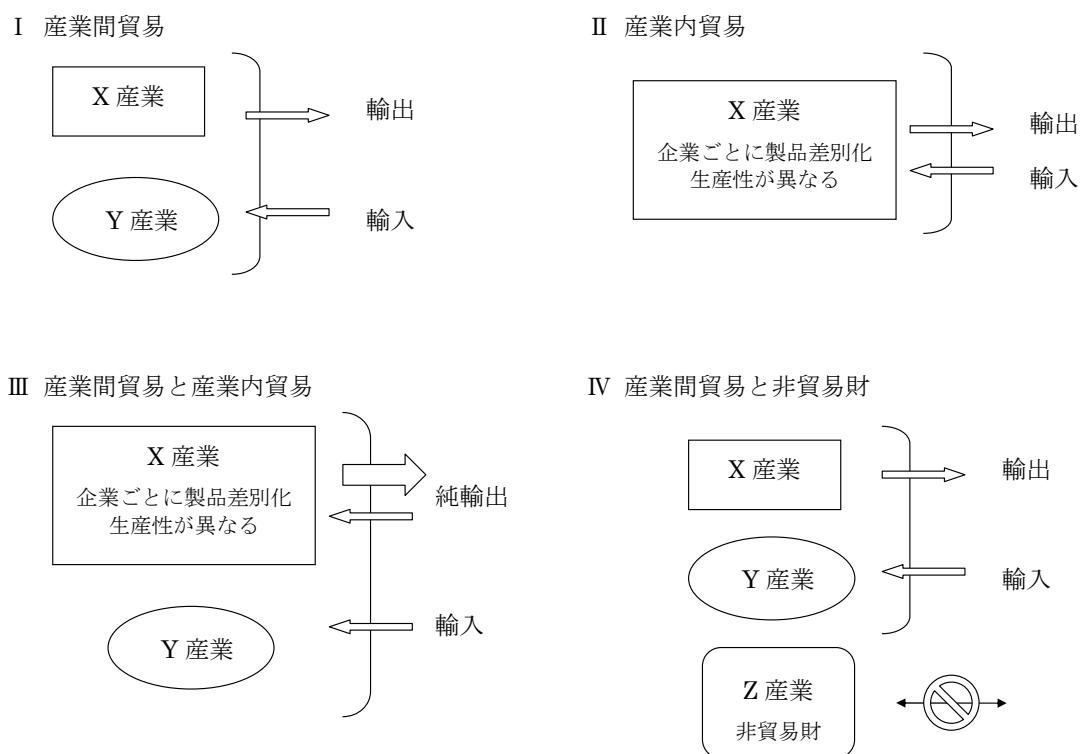 Ⅰ 産業間貿易
X 産業
輸出
Y 産業
輸入
Ⅱ 産業内貿易
X 産業
企業ごとに製品差別化
生産性が異なる
輸出
輸入
Ⅲ 産業間貿易と産業内貿易
X 産業
企業ごとに製品差別化
生産性が異なる
純輸出
Y 産業
輸入
Ⅳ 産業間貿易と非貿易財
X 産業
輸出
Y 産業
輸入
Z 産業
非貿易財